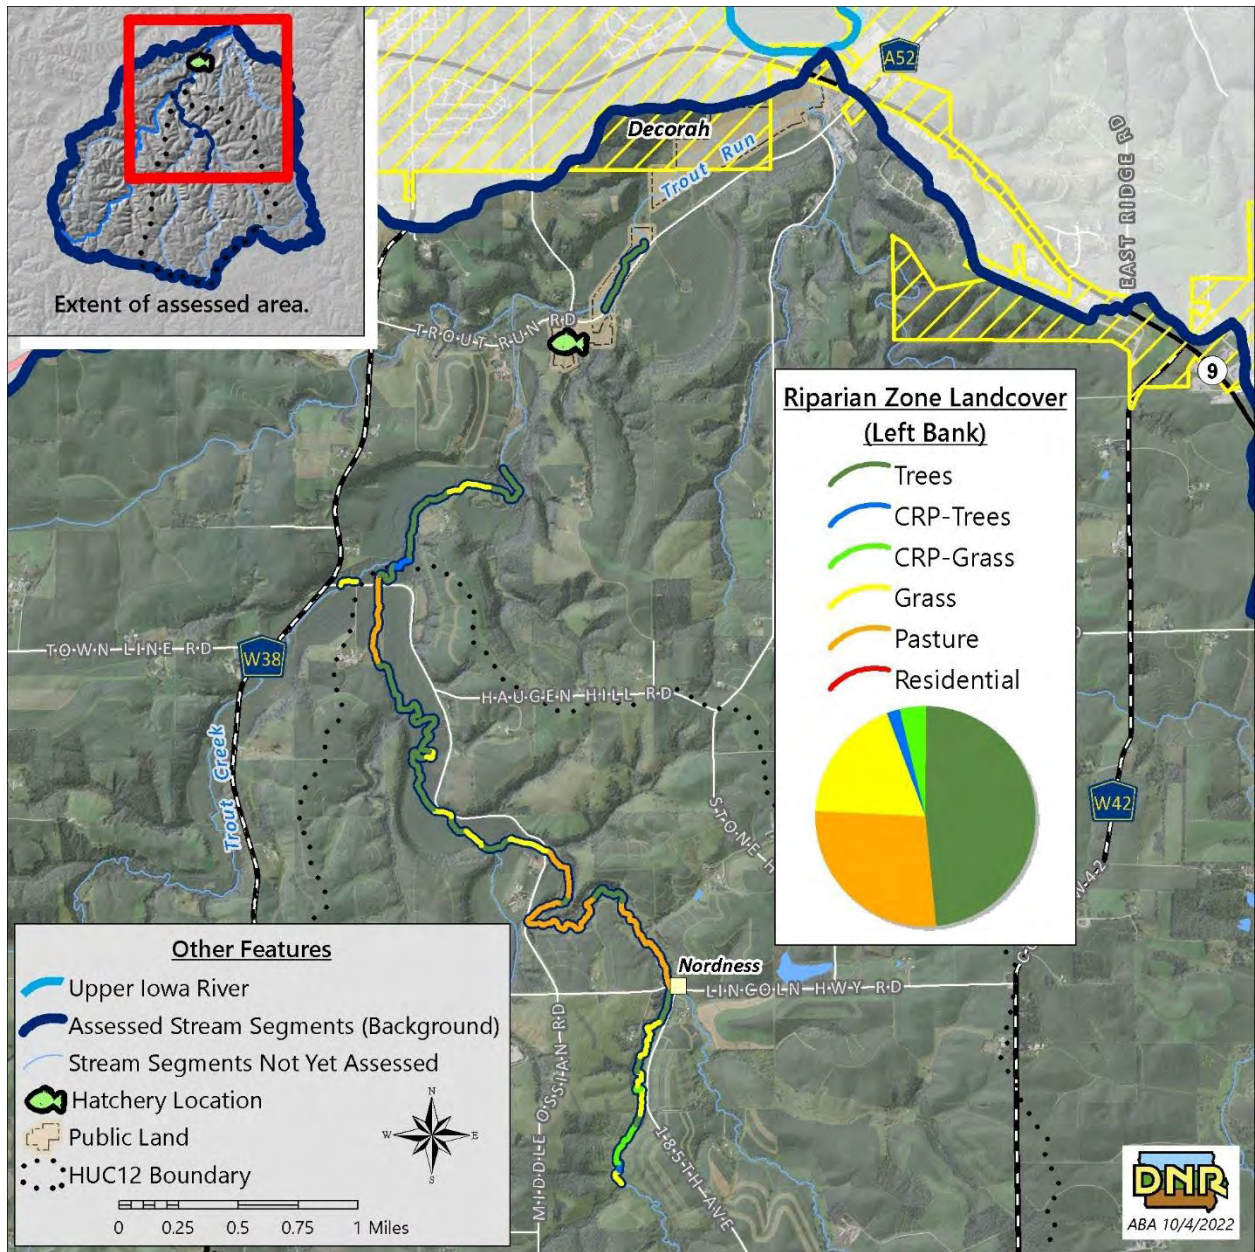 Extent of assessed area.
A52
Decorah
Trout Run
EAST RIDGE RD
TROUT RUN RD
9
Riparian Zone Landcover
(Left Bank)
Trees
CRP-Trees
CRP-Grass
Grass
Pasture
Residential
TOWN LINE RD
W38
HAUGEN HILL RD
Trout Creek
STONE H
W42
W-4-2
Nordness
LINCOLN HWY RD
MIDDLE OSSIAN RD
185TH AVE
Other Features
Upper Iowa River
Assessed Stream Segments (Background)
Stream Segments Not Yet Assessed
Hatchery Location
Public Land
HUC12 Boundary
N
W E
S
0 0.25 0.5 0.75 1 Miles
DNR
ABA 10/4/2022